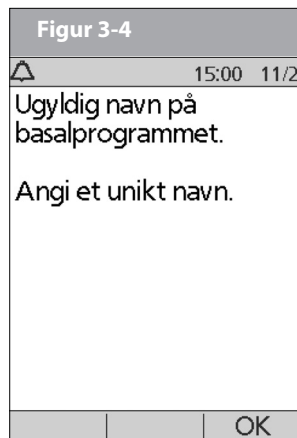 Figur 3-4
15:00 11/2
Ugyldig navn på
basalprogrammet.
Angi et unikt navn.
OK